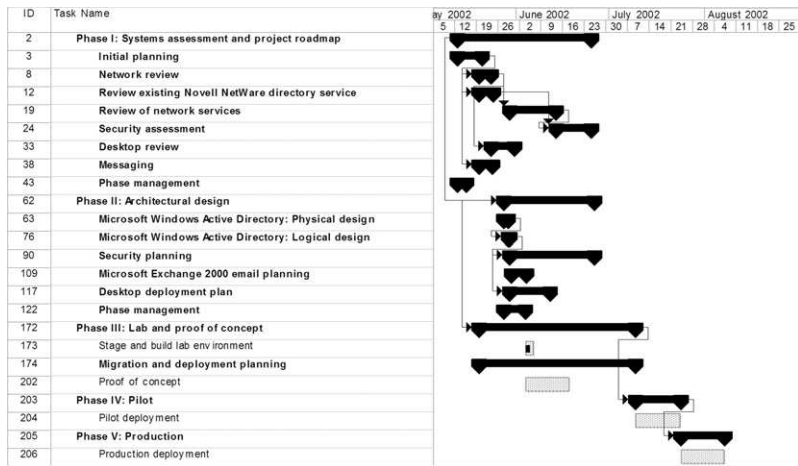 ID Task Name ay 2002 June 2002 July 2002 August 2002
5 12 19 26 2 9 16 23 30 7 14 21 28 4 11 18 25
2 Phase I: Systems assessment and project roadmap
3 Initial planning
8 Network review
12 Review existing Novell NetWare directory service
19 Review of network services
24 Security assessment
33 Desktop review
38 Messaging
43 Phase management
62 Phase II: Architectural design
63 Microsoft Windows Active Directory: Physical design
76 Microsoft Windows Active Directory: Logical design
90 Security planning
109 Microsoft Exchange 2000 email planning
117 Desktop deployment plan
122 Phase management
172 Phase III: Lab and proof of concept
173 Stage and build lab environment
174 Migration and deployment planning
202 Proof of concept
203 Phase IV: Pilot
204 Pilot deployment
205 Phase V: Production
206 Production deployment